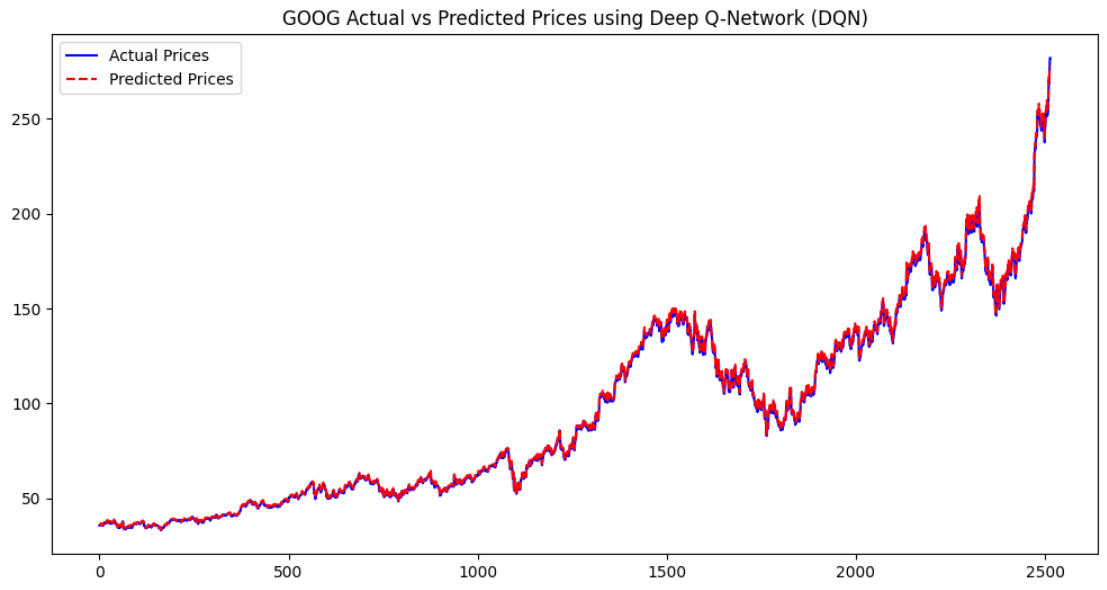 GOOG Actual vs Predicted Prices using Deep Q-Network (DQN)
Actual Prices
Predicted Prices
250
200
150
100
50
0 500 1000 1500 2000 2500